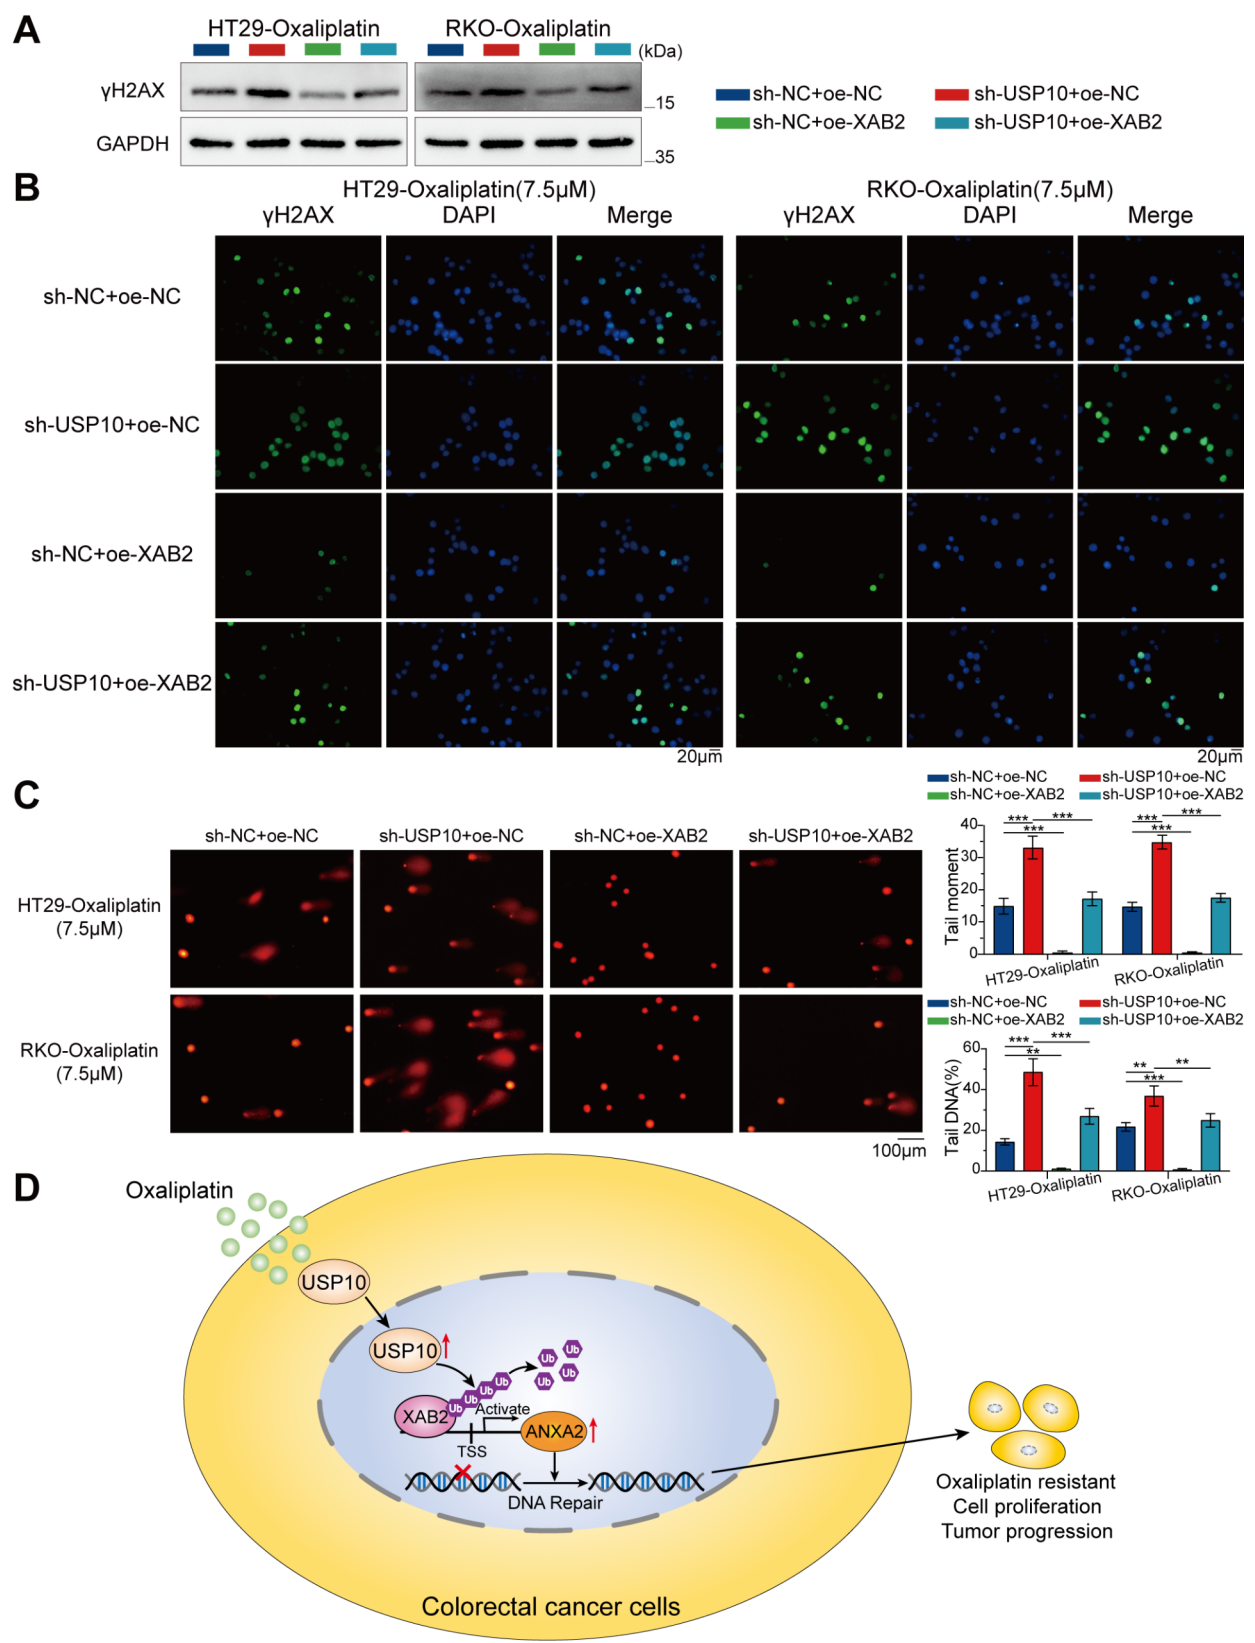 A
HT29-Oxaliplatin
RKO-Oxaliplatin
(kDa)
γH2AX
15
GAPDH
35
sh-NC+oe-NC
sh-USP10+oe-NC
sh-NC+oe-XAB2
sh-USP10+oe-XAB2
B
HT29-Oxaliplatin(7.5μM)
RKO-Oxaliplatin(7.5μM)
γH2AX
DAPI
Merge
γH2AX
DAPI
Merge
sh-NC+oe-NC
sh-USP10+oe-NC
sh-NC+oe-XAB2
sh-USP10+oe-XAB2
20μm
20μm
C
sh-NC+oe-NC
sh-USP10+oe-NC
sh-NC+oe-XAB2
sh-USP10+oe-XAB2
HT29-Oxaliplatin
(7.5μM)
RKO-Oxaliplatin
(7.5μM)
100μm
sh-NC+oe-NC
sh-USP10+oe-NC
sh-NC+oe-XAB2
sh-USP10+oe-XAB2
*** *** *** ***
*** ***
40
30
20
10
0
Tail moment
HT29-Oxaliplatin
RKO-Oxaliplatin
sh-NC+oe-NC
sh-USP10+oe-NC
sh-NC+oe-XAB2
sh-USP10+oe-XAB2
*** *** ** **
** ***
60
40
20
0
Tail DNA(%)
HT29-Oxaliplatin
RKO-Oxaliplatin
D
Oxaliplatin
USP10
USP10
Ub
Ub
Ub
Ub
Ub
Ub
Ub
Ub
XAB2
Activate
ANXA2
TSS
DNA Repair
Oxaliplatin resistant
Cell proliferation
Tumor progression
Colorectal cancer cells